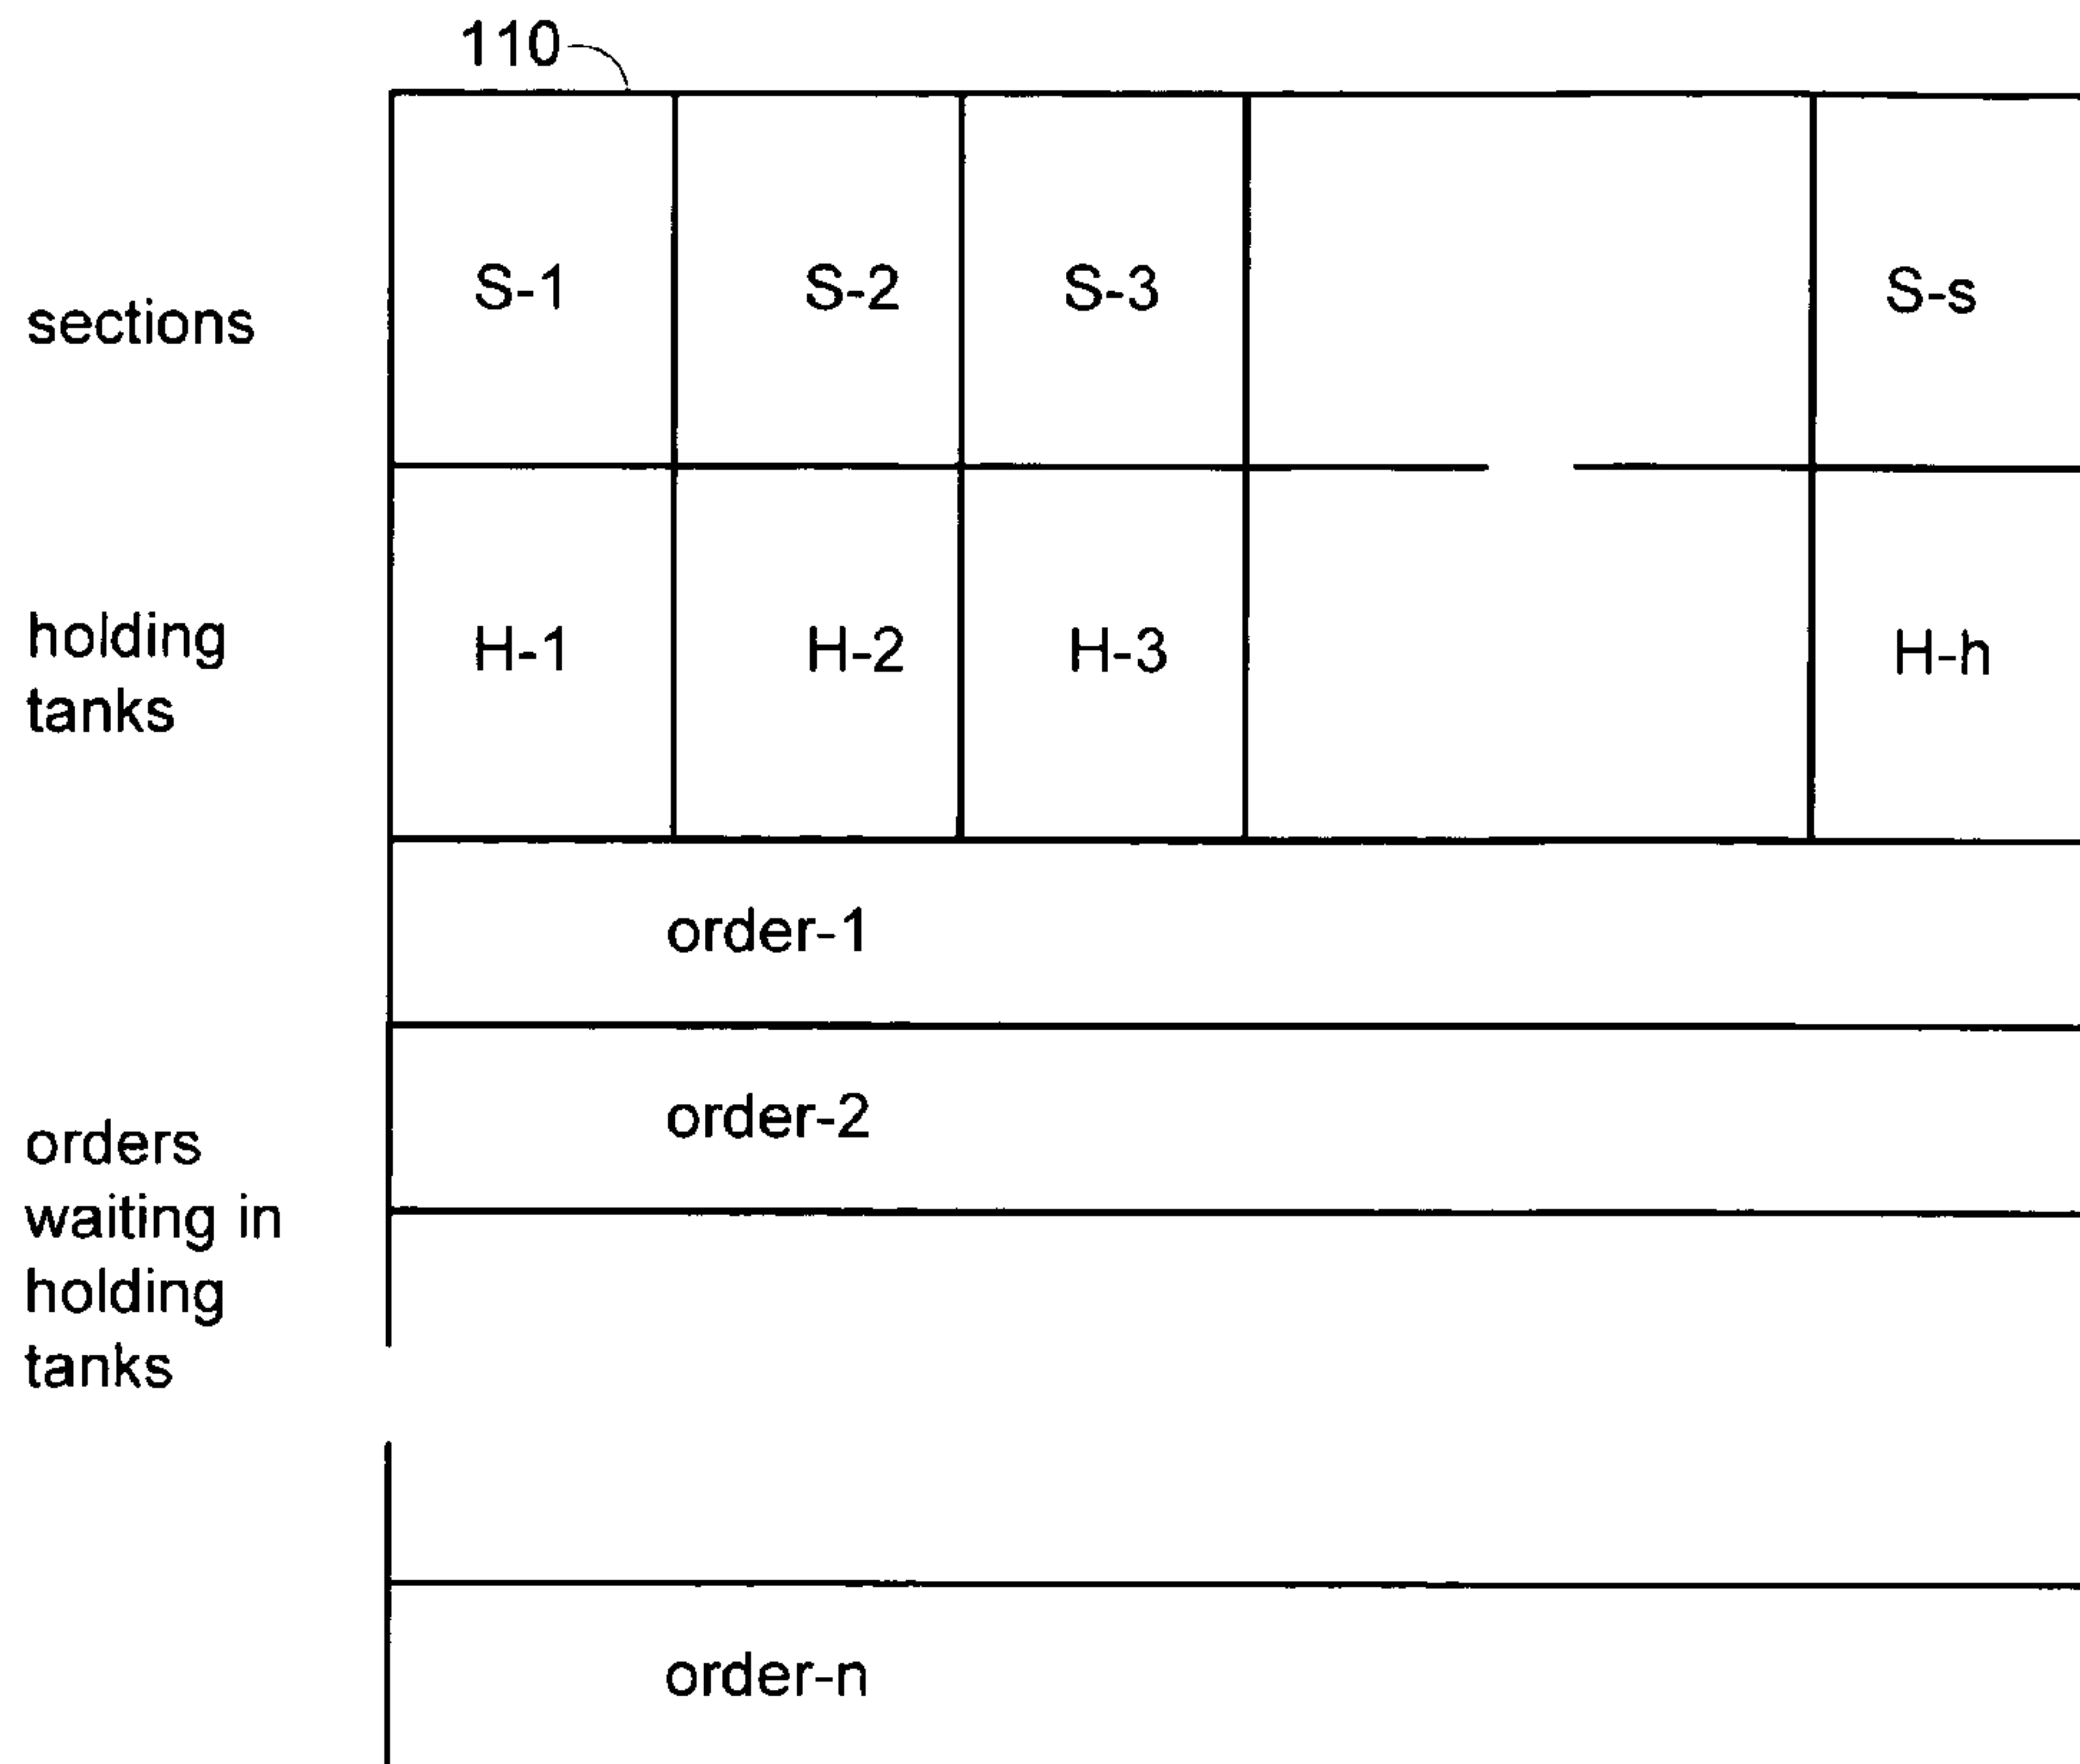 110
S-1 S-2 S-3 S-s
sections
H-1 H-2 H-3 H-h
holding
tanks
order-1
order-2
orders
waiting in
holding
tanks
order-n